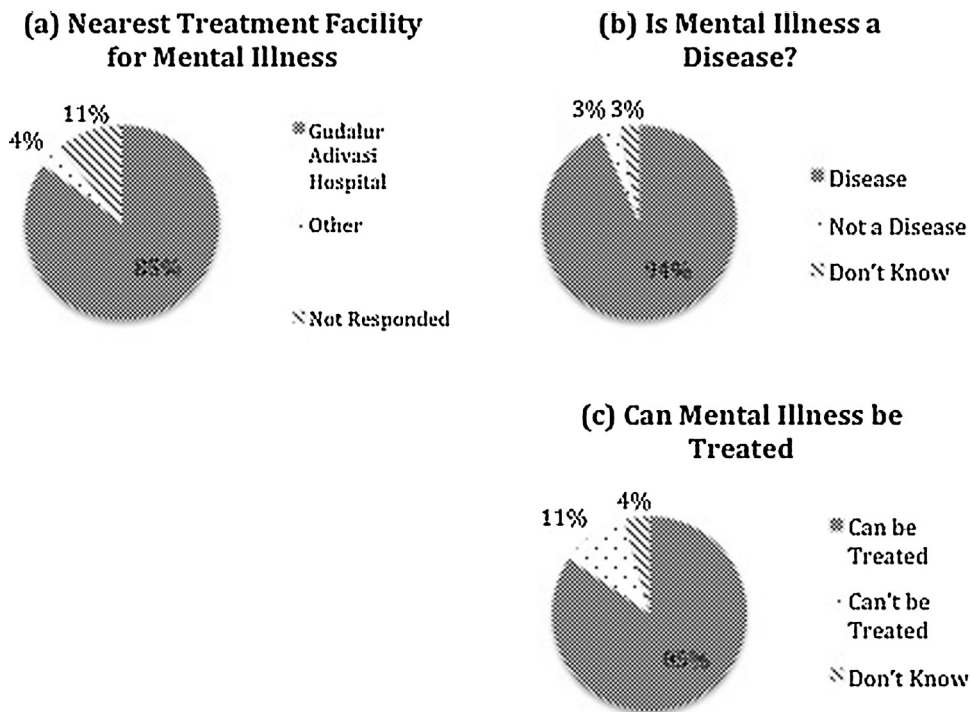 (a) Nearest Treatment Facility
for Mental Illness
11%
4%
85%
Gudalur
Adivasi
Hospital
Other
Not Responded
(b) Is Mental Illness a
Disease?
3% 3%
94%
Disease
Not a Disease
Don't Know
(c) Can Mental Illness be
Treated
4%
11%
85%
Can be
Treated
Can't be
Treated
Don't Know